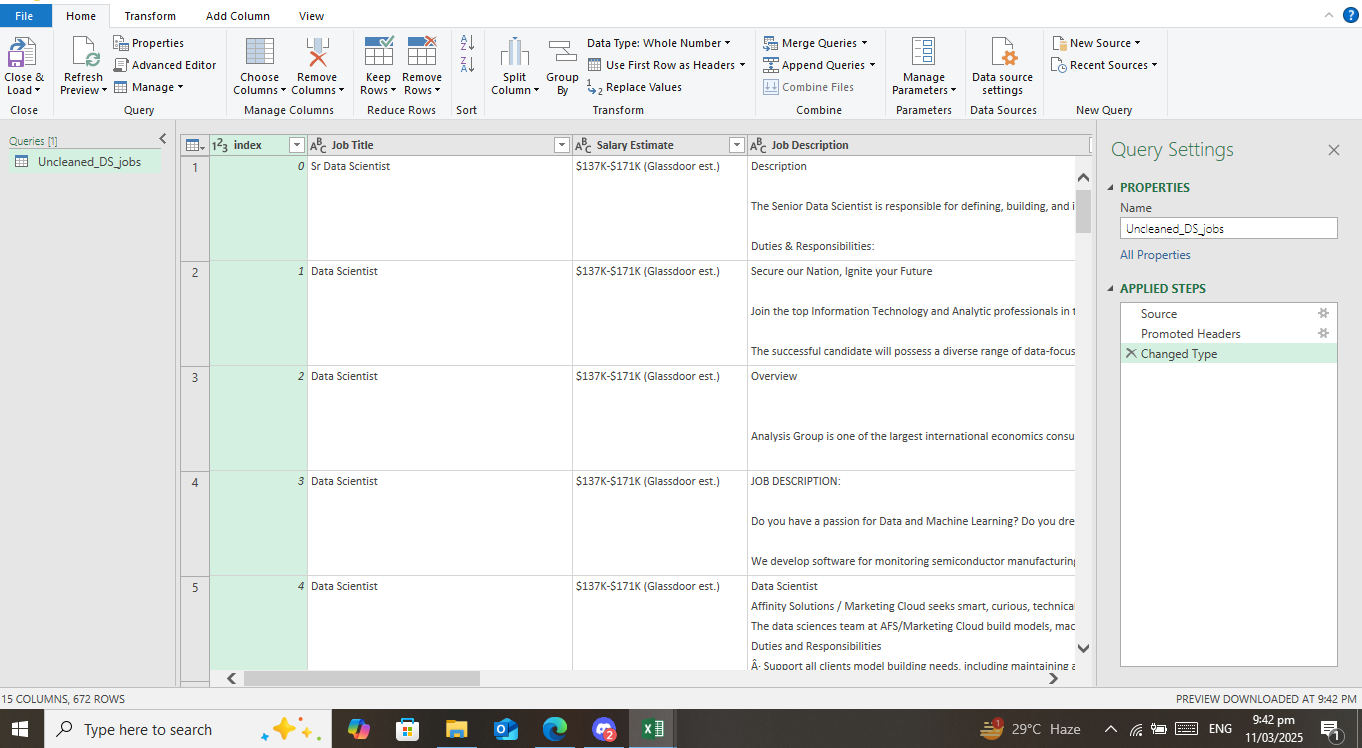 File Home Transform Add Column View
Close & Load
Refresh Preview
Properties
Advanced Editor
Manage
Choose Columns
Remove Columns
Keep Rows
Remove Rows
Split Column
Group By
Data Type: Whole Number
Use First Row as Headers
Replace Values
Merge Queries
Append Queries
Combine Files
Manage Parameters
Data source settings
New Source
Recent Sources
Close Query Manage Columns Reduce Rows Sort Transform Combine Parameters Data Sources New Query
Queries [1]
Uncleaned_DS_jobs
index Job Title Salary Estimate Job Description
1 0 Sr Data Scientist $137K-$171K (Glassdoor est.) Description
The Senior Data Scientist is responsible for defining, building, and i
Duties & Responsibilities:
2 1 Data Scientist $137K-$171K (Glassdoor est.) Secure our Nation, Ignite your Future
Join the top Information Technology and Analytic professionals in t
The successful candidate will possess a diverse range of data-focus
3 2 Data Scientist $137K-$171K (Glassdoor est.) Overview
Analysis Group is one of the largest international economics consu
4 3 Data Scientist $137K-$171K (Glassdoor est.) JOB DESCRIPTION:
Do you have a passion for Data and Machine Learning? Do you dre
We develop software for monitoring semiconductor manufacturing
5 4 Data Scientist $137K-$171K (Glassdoor est.) Data Scientist
Affinity Solutions / Marketing Cloud seeks smart, curious, technica
The data sciences team at AFS/Marketing Cloud build models, mac
Duties and Responsibilities
Â· Support all clients model building needs, including maintaining a
Query Settings
PROPERTIES
Name
Uncleaned_DS_jobs
All Properties
APPLIED STEPS
Source
Promoted Headers
Changed Type
15 COLUMNS, 672 ROWS PREVIEW DOWNLOADED AT 9:42 PM
Type here to search
29°C Haze
ENG
9:42 pm
11/03/2025